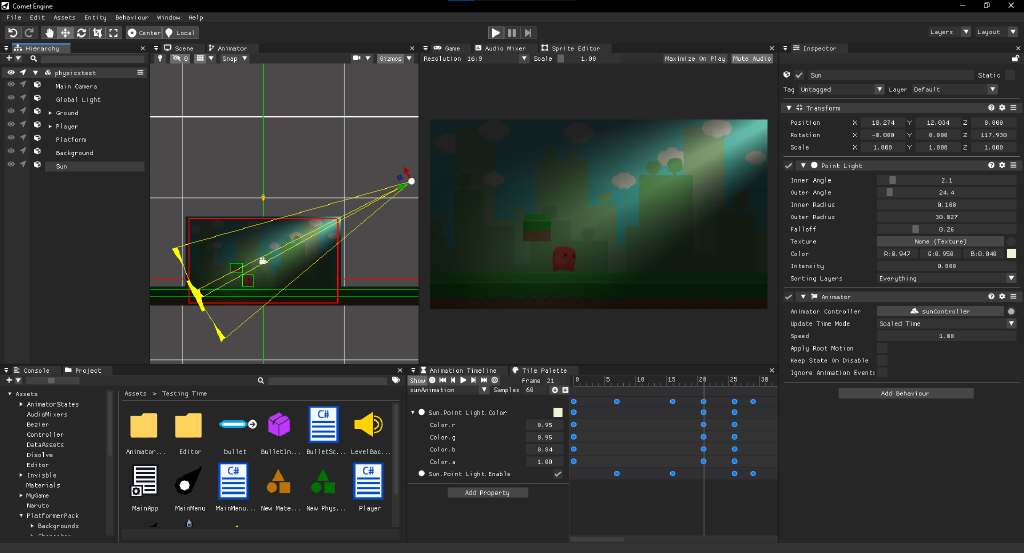 Comet Engine
File Edit Assets Entity Behaviour Window Help
Center Local
Layers Layout
Hierarchy
physicstest
Main Camera
Global Light
Ground
Player
Platform
Background
Sun
Scene Animator
0 Snap Gizmos
Game Audio Mixer Sprite Editor
Resolution 16:9 Scale 1.00 Maximize On Play Mute Audio
Inspector
Sun Static
Tag Untagged Layer Default
Transform
Position X 18.274 Y 12.034 Z 0.000
Rotation X -0.000 Y 0.000 Z 117.930
Scale X 1.000 Y 1.000 Z 1.000
Point Light
Inner Angle 2.1
Outer Angle 24.4
Inner Radius 0.100
Outer Radius 30.027
Falloff 0.26
Texture None (Texture)
Color R:0.947 G:0.950 B:0.840
Intensity 0.800
Sorting Layers Everything
Animator
Animator Controller sunController
Update Time Mode Scaled Time
Speed 1.00
Apply Root Motion
Keep State On Disable
Ignore Animation Events
Add Behaviour
Console Project
Assets
AnimatorStates
AudioMixers
Bezier
Controller
DataAssets
Disolve
Editor
Invisble
Materials
MyGame
Naruto
PlatformerPack
Backgrounds
Assets > Testing Time
Animator... Editor bullet BulletIn... BulletSc... LevelBac...
MainApp MainMenu MainMenu... New Mate... New Phys... Player
C#
C#
C#
Animation Timeline Tile Palette
Show Frame 21
sunAnimation Samples 60
0 5 10 15 20 25 30
Sun.Point Light.Color
Color.r 0.95
Color.g 0.95
Color.b 0.84
Color.a 1.00
Sun.Point Light.Enable
Add Property